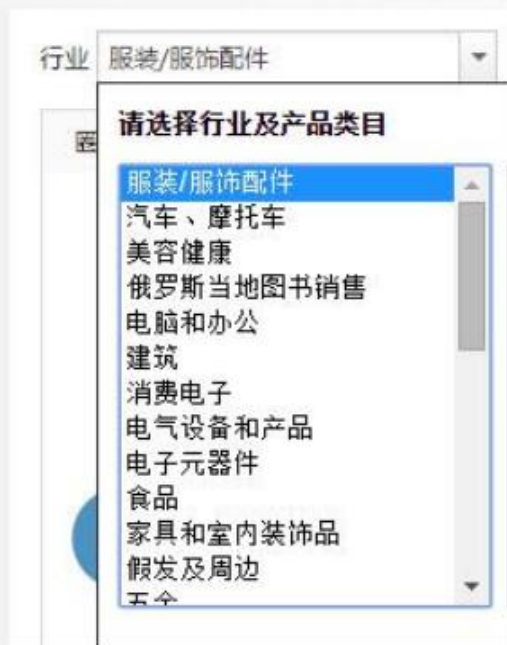 行业 服装/服饰配件
请选择行业及产品类目
服装/服饰配件
汽车、摩托车
美容健康
俄罗斯当地图书销售
电脑和办公
建筑
消费电子
电气设备和产品
电子元器件
食品
家具和室内装饰品
假发及周边
五金